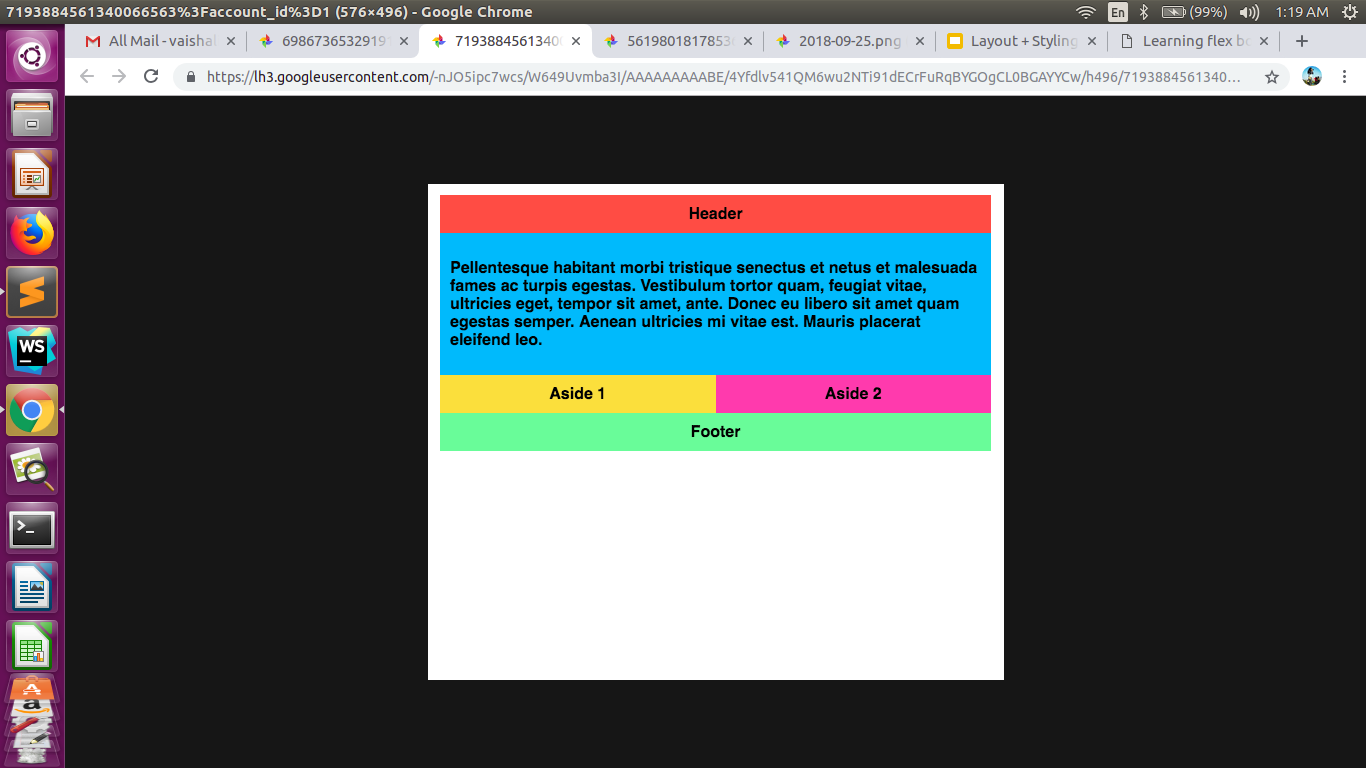 7193884561340066563%3Faccount_id%3D1 (576×496) - Google Chrome
En
(99%)
1:19 AM
All Mail - vaishal
6986736532919
7193884561340
5619801817853
2018-09-25.png
Layout + Styling
Learning flex bo
https://lh3.googleusercontent.com/-nJO5ipc7wcs/W649Uvmba3I/AAAAAAAAABE/4Yfdlv541QM6wu2NTi91dECrFuRqBYGOgCL0BGAYYCw/h496/7193884561340…
Header
Pellentesque habitant morbi tristique senectus et netus et malesuada
fames ac turpis egestas. Vestibulum tortor quam, feugiat vitae,
ultricies eget, tempor sit amet, ante. Donec eu libero sit amet quam
egestas semper. Aenean ultricies mi vitae est. Mauris placerat
eleifend leo.
Aside 1
Aside 2
Footer
WS
>_
A
a